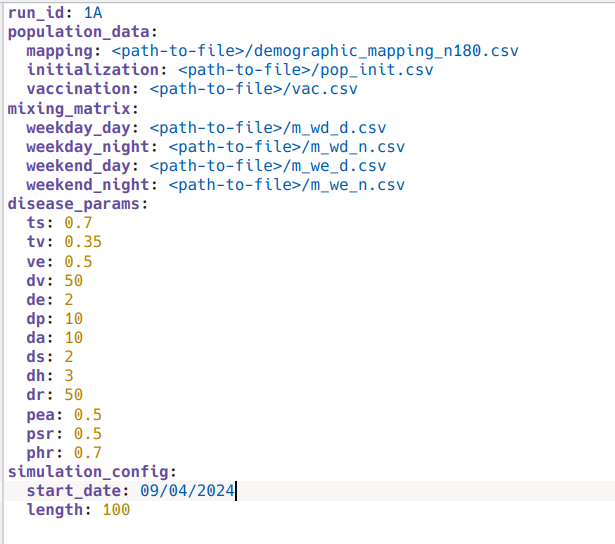 run_id: 1A
population_data:
  mapping: <path-to-file>/demographic_mapping_n180.csv
  initialization: <path-to-file>/pop_init.csv
  vaccination: <path-to-file>/vac.csv
mixing_matrix:
  weekday_day: <path-to-file>/m_wd_d.csv
  weekday_night: <path-to-file>/m_wd_n.csv
  weekend_day: <path-to-file>/m_we_d.csv
  weekend_night: <path-to-file>/m_we_n.csv
disease_params:
  ts: 0.7
  tv: 0.35
  ve: 0.5
  dv: 50
  de: 2
  dp: 10
  da: 10
  ds: 2
  dh: 3
  dr: 50
  pea: 0.5
  psr: 0.5
  phr: 0.7
simulation_config:
  start_date: 09/04/2024
  length: 100